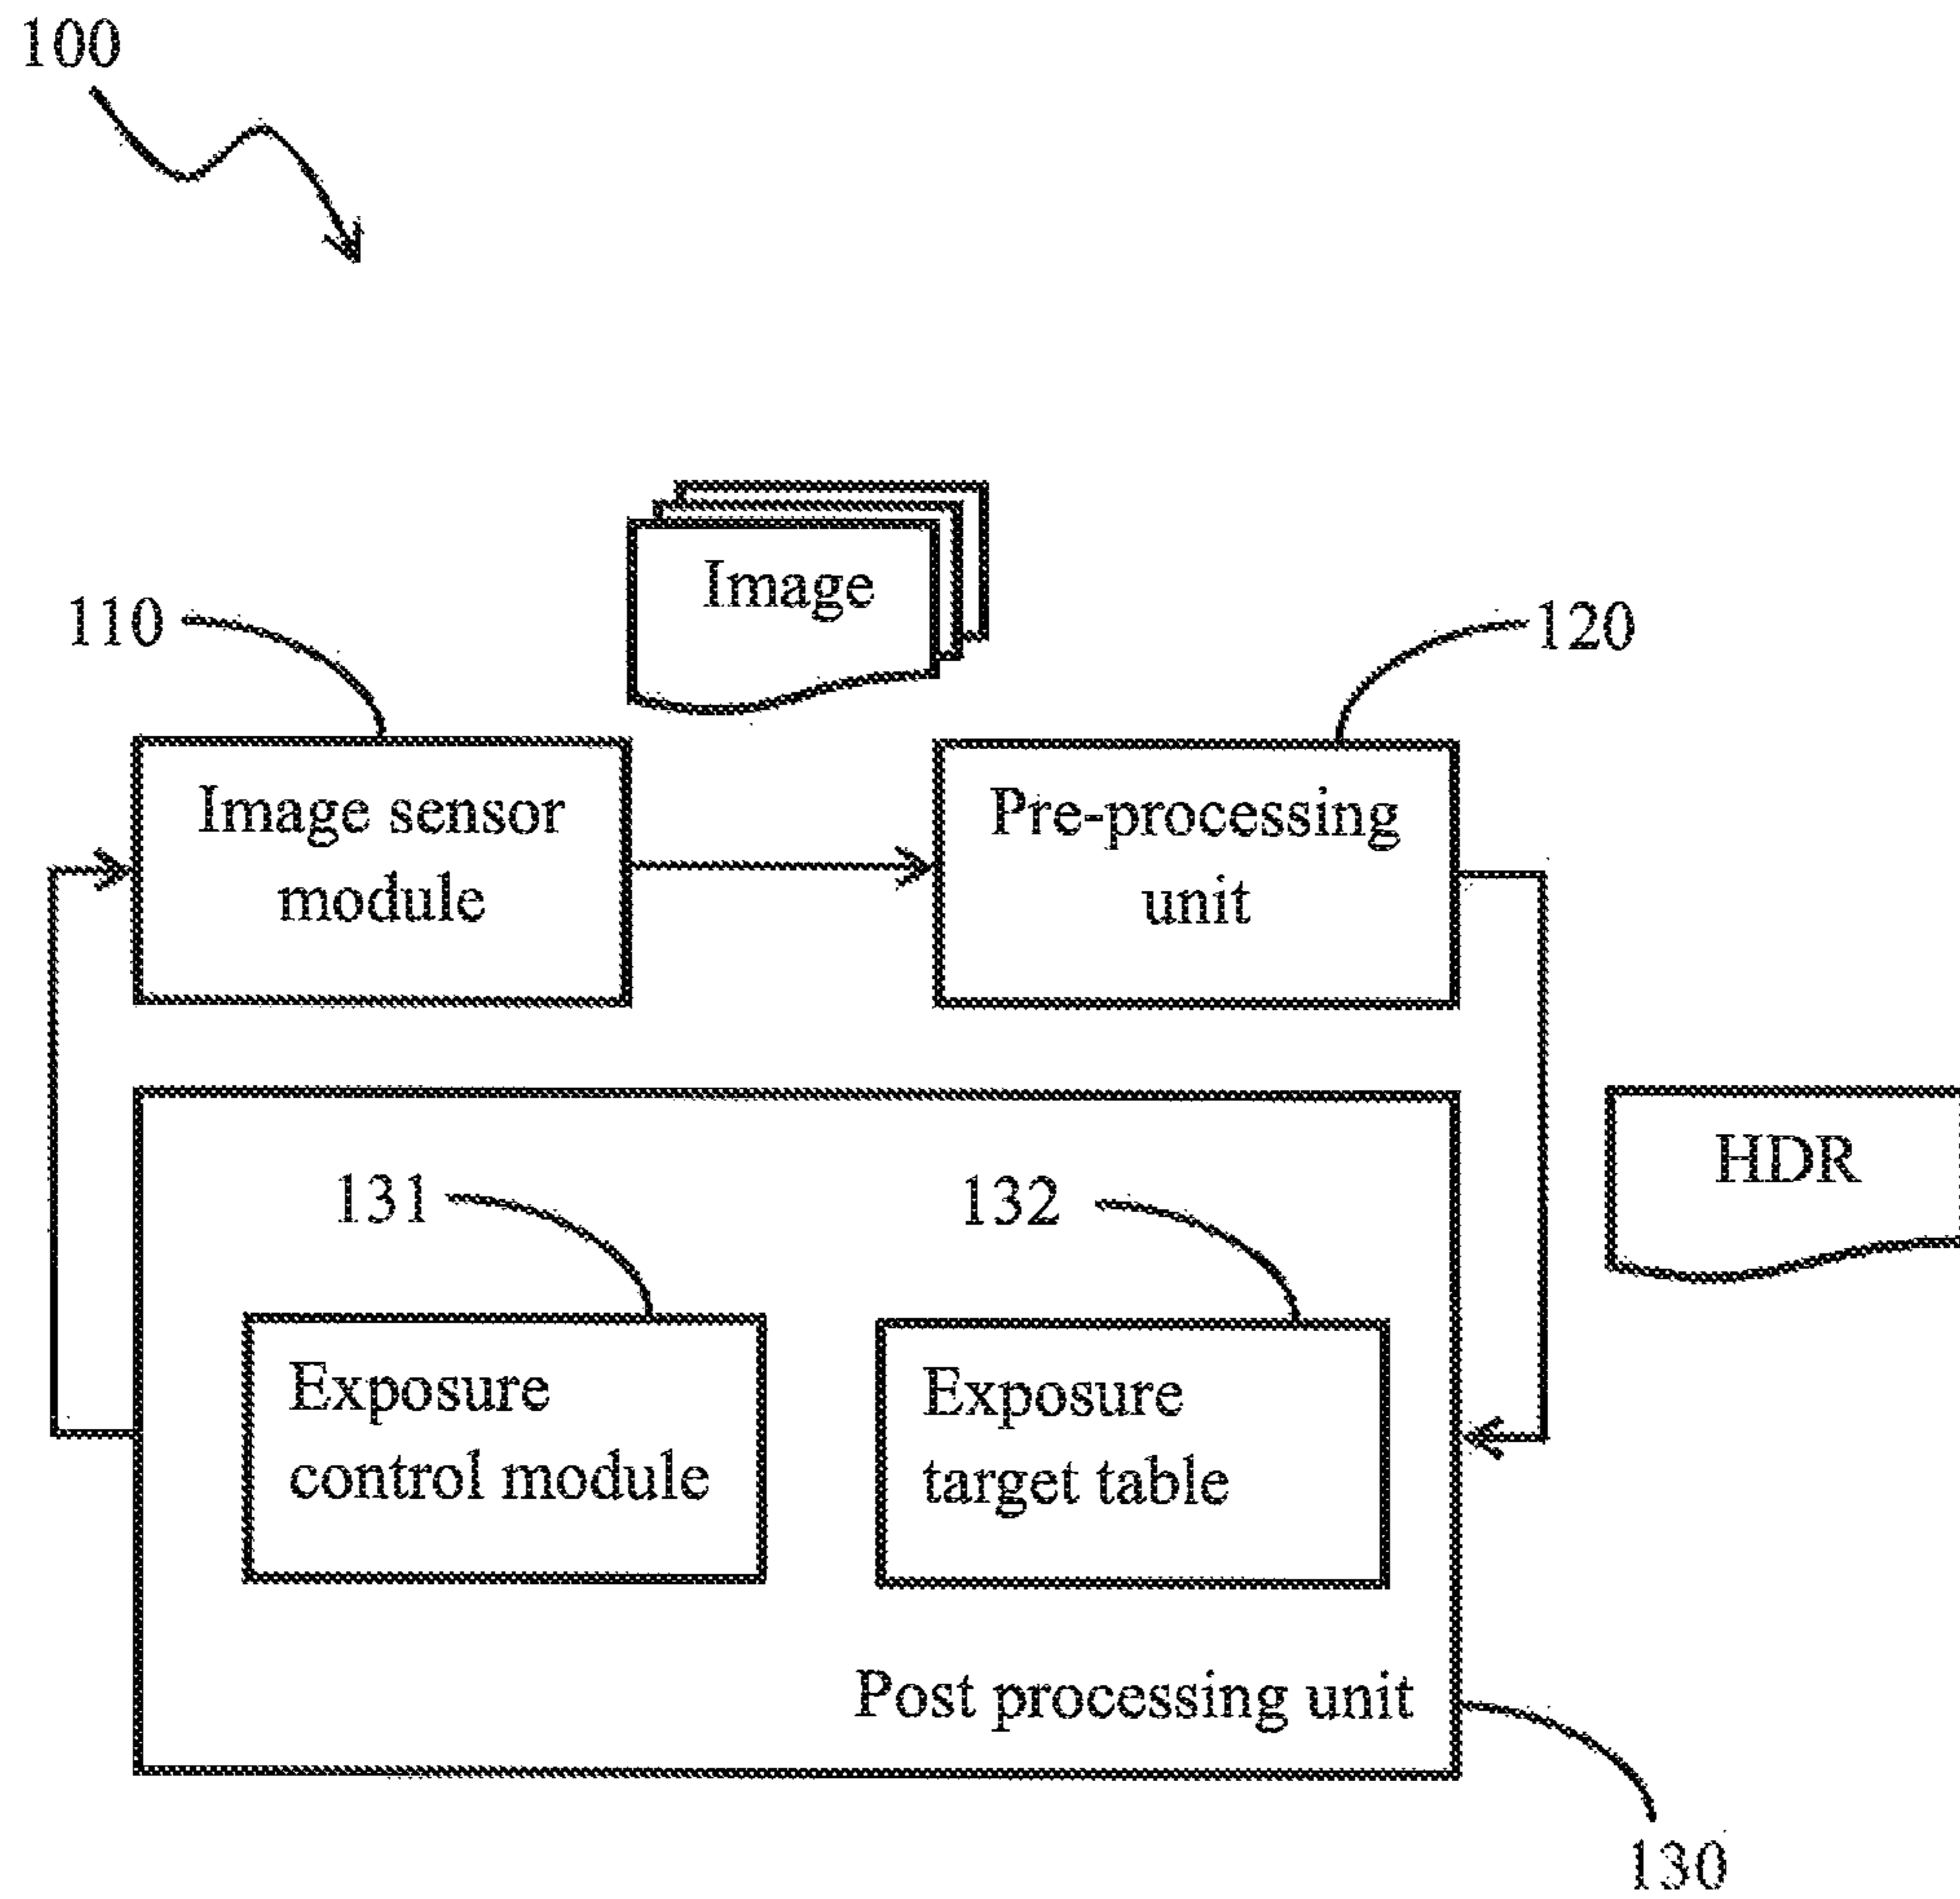 100
Image
110
120
Image sensor
module
Pre-processing
unit
HDR
131
132
Exposure
control module
Exposure
target table
Post processing unit
130